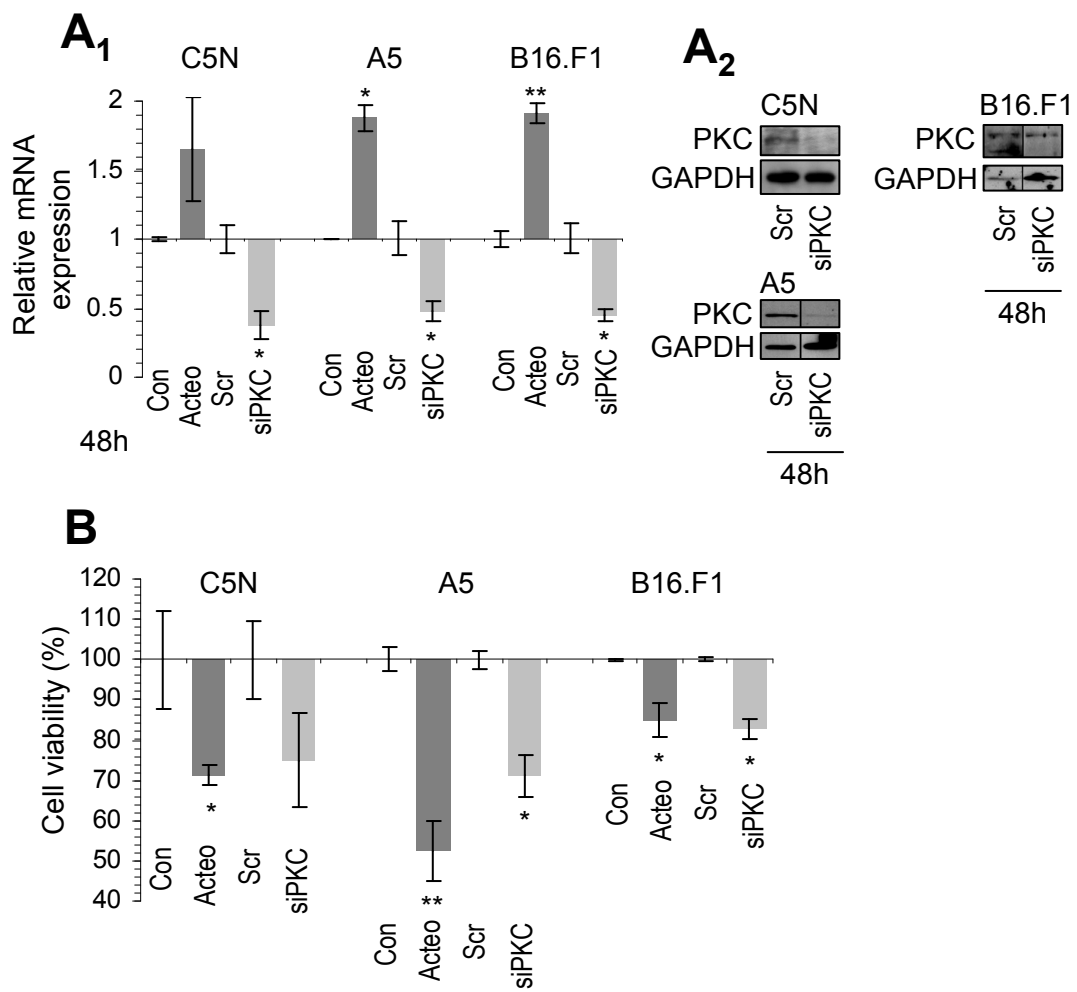 A1
C5N A5 B16.F1
Relative mRNA
expression
2
1.5
1
0.5
0
* **
* * *
Con Acteo Scr siPKC Con Acteo Scr siPKC Con Acteo Scr siPKC
48h
A2
C5N
PKC
GAPDH
Scr siPKC
A5
PKC
GAPDH
Scr siPKC
48h
B16.F1
PKC
GAPDH
Scr siPKC
48h
B
C5N A5 B16.F1
Cell viability (%)
120
110
100
90
80
70
60
50
40
* ** * * *
Con Acteo Scr siPKC
Con Acteo Scr siPKC
Con Acteo Scr siPKC